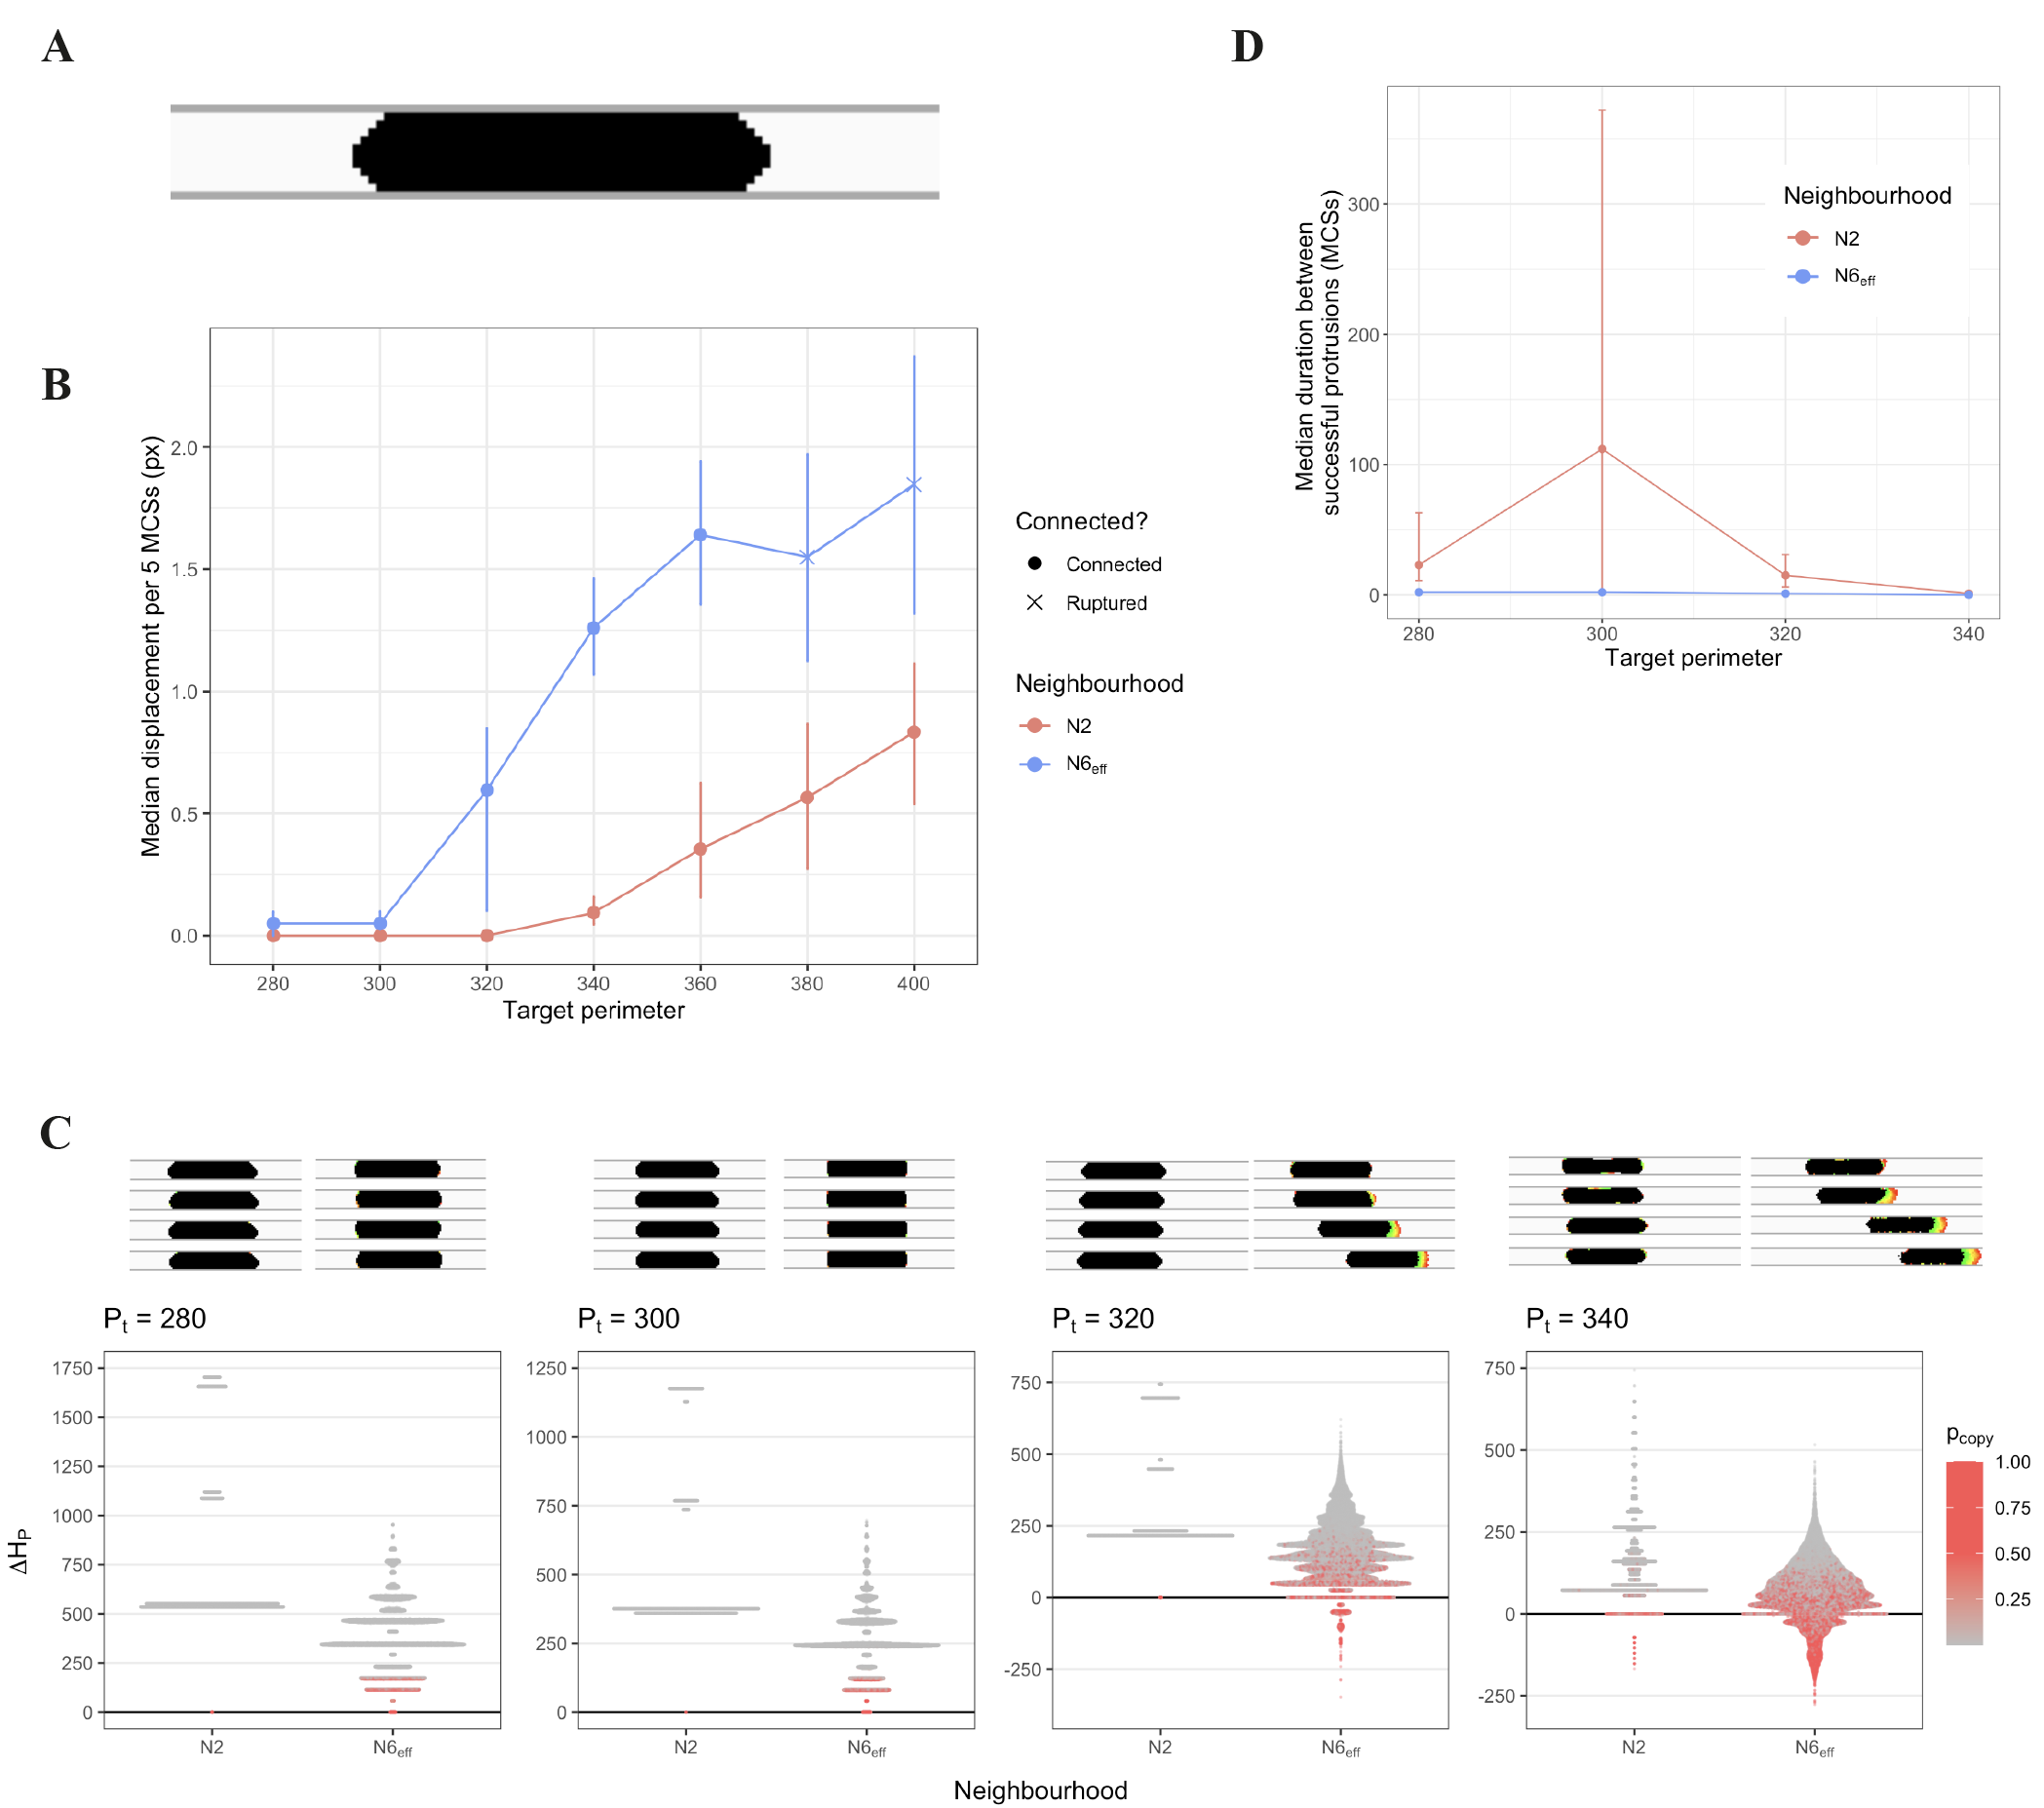 A
D
Median duration between
successful protrusions (MCSs)
300
200
100
0
280
300
320
340
Target perimeter
Neighbourhood
N2
N6eff
B
Median displacement per 5 MCSs (px)
2.0
1.5
1.0
0.5
0.0
280
300
320
340
360
380
400
Target perimeter
Connected?
Connected
Ruptured
Neighbourhood
N2
N6eff
C
Pt = 280
Pt = 300
Pt = 320
Pt = 340
ΔHP
1750
1500
1250
1000
750
500
250
0
N2
N6eff
1250
1000
750
500
250
0
N2
N6eff
750
500
250
0
-250
N2
N6eff
750
500
250
0
-250
N2
N6eff
pcopy
1.00
0.75
0.50
0.25
Neighbourhood